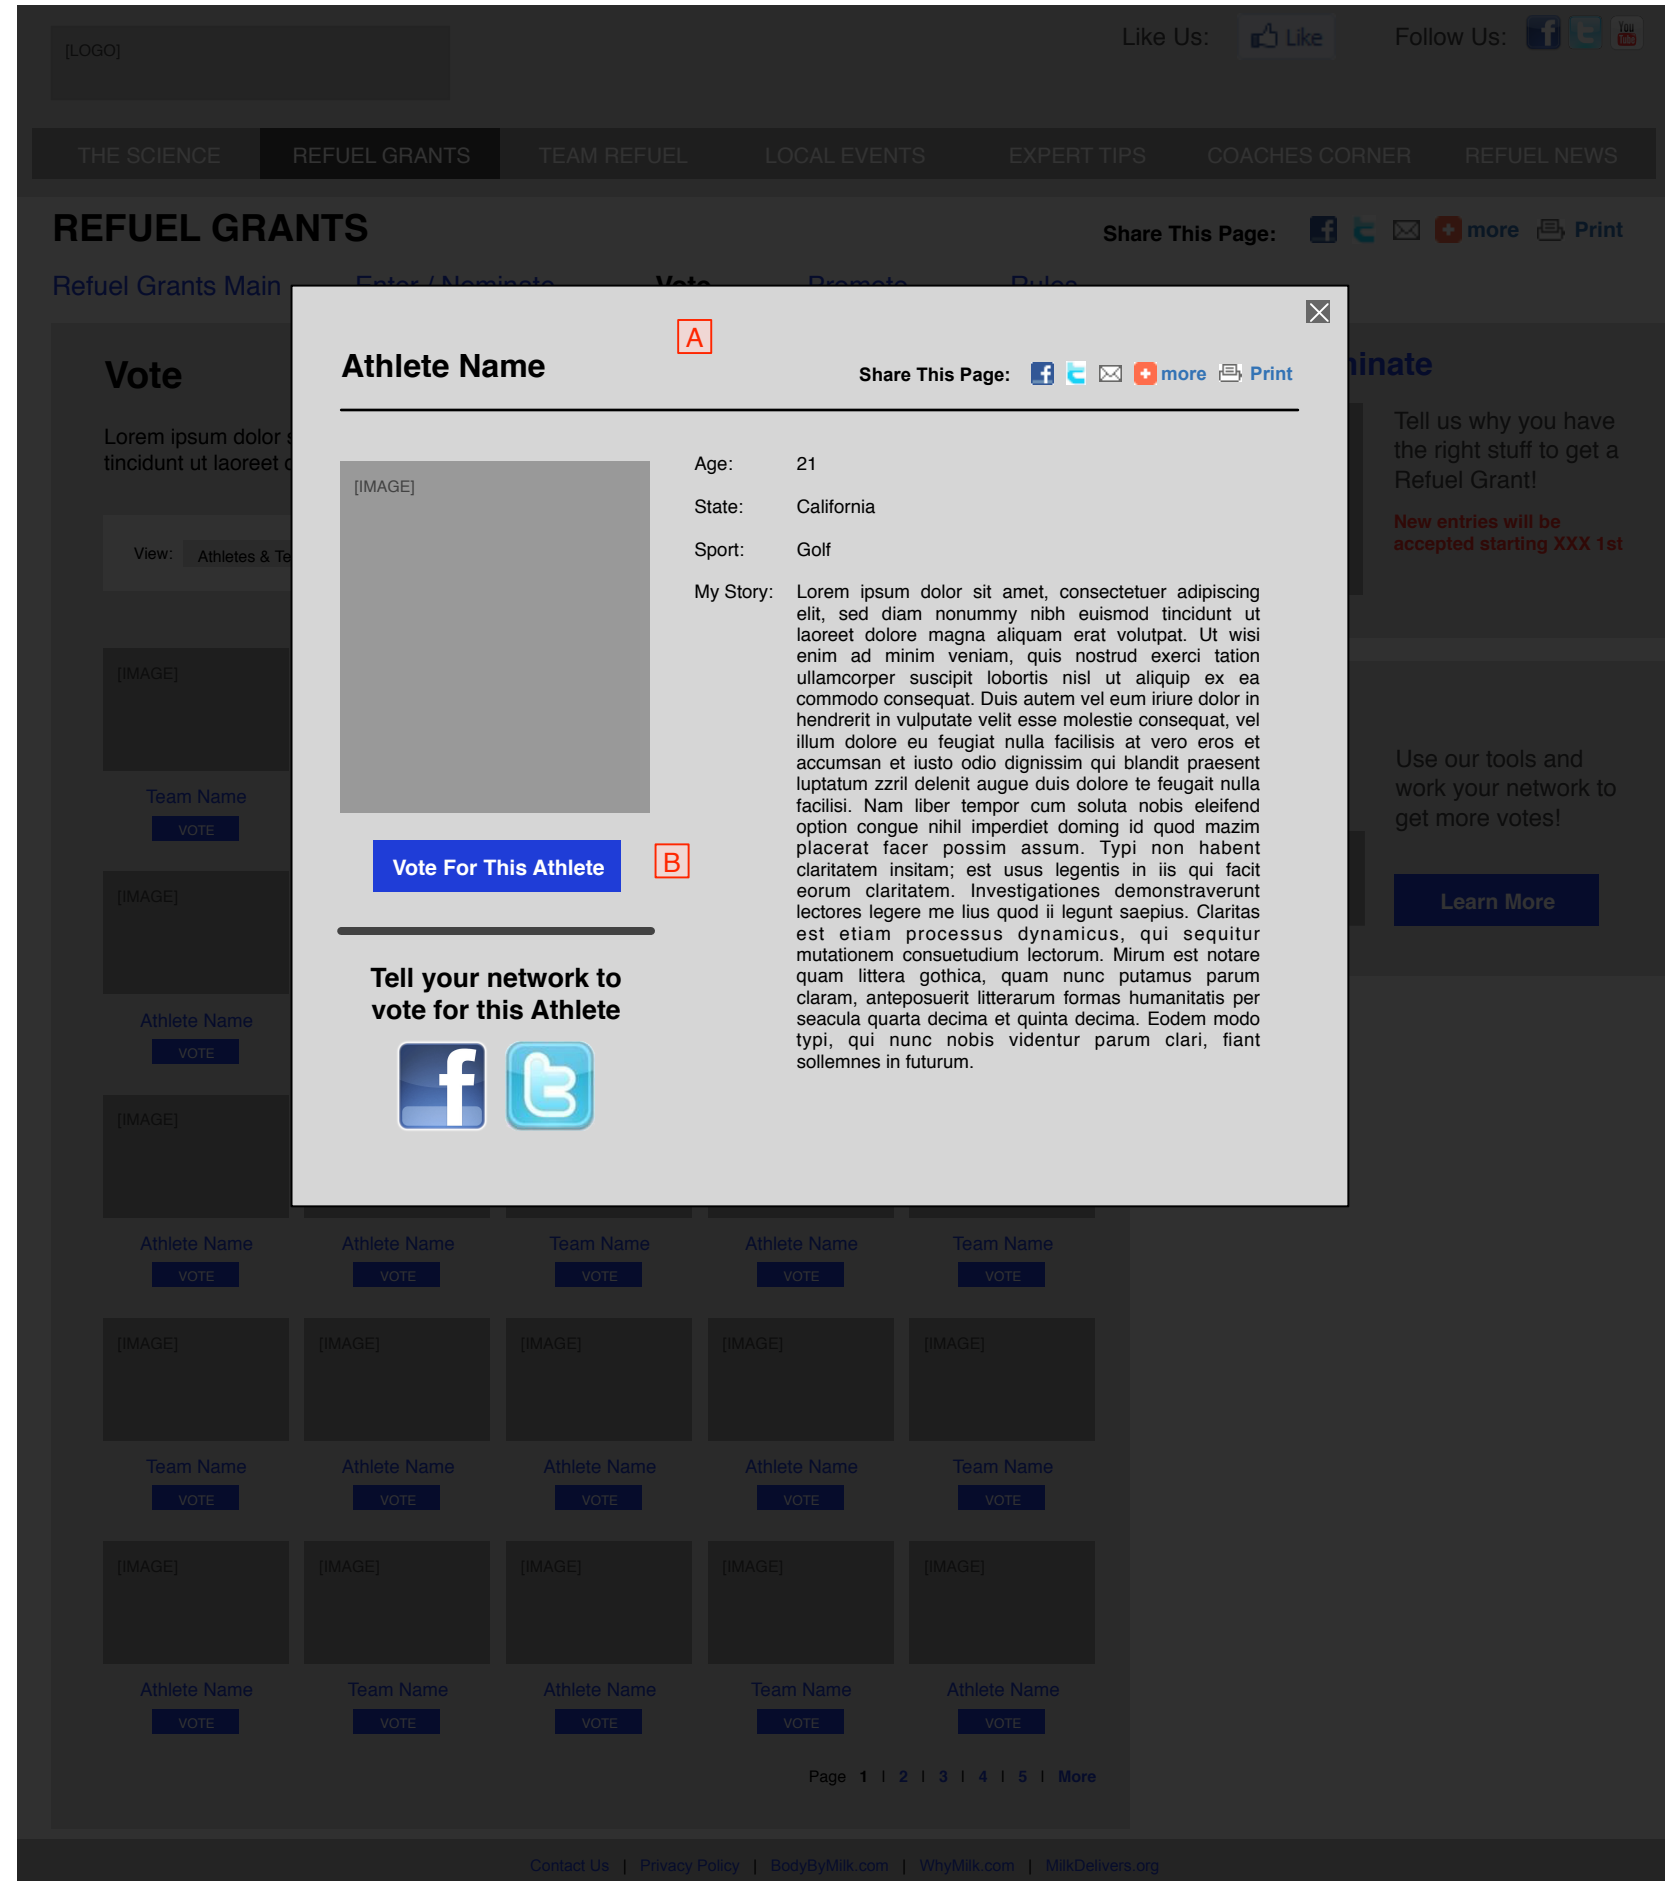 [LOGO]
Like Us:
Like
Follow Us:
You
Tube
THE SCIENCE
REFUEL GRANTS
TEAM REFUEL
LOCAL EVENTS
EXPERT TIPS
COACHES CORNER
REFUEL NEWS
REFUEL GRANTS
Share This Page:
more
Print
Refuel Grants Main
Enter / Nominate
Vote
Promote
Rules
Vote
Lorem ipsum dolor
tincidunt ut laoreet
View:
Athletes & Te
A
Athlete Name
Share This Page:
more
Print
[IMAGE]
Vote For This Athlete
B
Tell your network to
vote for this Athlete
Age:
21
State:
California
Sport:
Golf
My Story:
Lorem ipsum dolor sit amet, consectetuer adipiscing
elit, sed diam nonummy nibh euismod tincidunt ut
laoreet dolore magna aliquam erat volutpat. Ut wisi
enim ad minim veniam, quis nostrud exerci tation
ullamcorper suscipit lobortis nisl ut aliquip ex ea
commodo consequat. Duis autem vel eum iriure dolor in
hendrerit in vulputate velit esse molestie consequat, vel
illum dolore eu feugiat nulla facilisis at vero eros et
accumsan et iusto odio dignissim qui blandit praesent
luptatum zzril delenit augue duis dolore te feugait nulla
facilisi. Nam liber tempor cum soluta nobis eleifend
option congue nihil imperdiet doming id quod mazim
placerat facer possim assum. Typi non habent
claritatem insitam; est usus legentis in iis qui facit
eorum claritatem. Investigationes demonstraverunt
lectores legere me lius quod ii legunt saepius. Claritas
est etiam processus dynamicus, qui sequitur
mutationem consuetudium lectorum. Mirum est notare
quam littera gothica, quam nunc putamus parum
claram, anteposuerit litterarum formas humanitatis per
seacula quarta decima et quinta decima. Eodem modo
typi, qui nunc nobis videntur parum clari, fiant
sollemnes in futurum.
inate
Tell us why you have
the right stuff to get a
Refuel Grant!
New entries will be
accepted starting XXX 1st
Use our tools and
work your network to
get more votes!
Learn More
[IMAGE]
Team Name
VOTE
[IMAGE]
Athlete Name
VOTE
[IMAGE]
Athlete Name
Athlete Name
Team Name
Athlete Name
Team Name
VOTE
VOTE
VOTE
VOTE
VOTE
[IMAGE]
[IMAGE]
[IMAGE]
[IMAGE]
[IMAGE]
Team Name
Athlete Name
Athlete Name
Athlete Name
Team Name
VOTE
VOTE
VOTE
VOTE
VOTE
[IMAGE]
[IMAGE]
[IMAGE]
[IMAGE]
[IMAGE]
Athlete Name
Team Name
Athlete Name
Team Name
Athlete Name
VOTE
VOTE
VOTE
VOTE
VOTE
Page 1 | 2 | 3 | 4 | 5 | More
Contact Us | Privacy Policy | BodyByMilk.com | WhyMilk.com | MilkDelivers.org